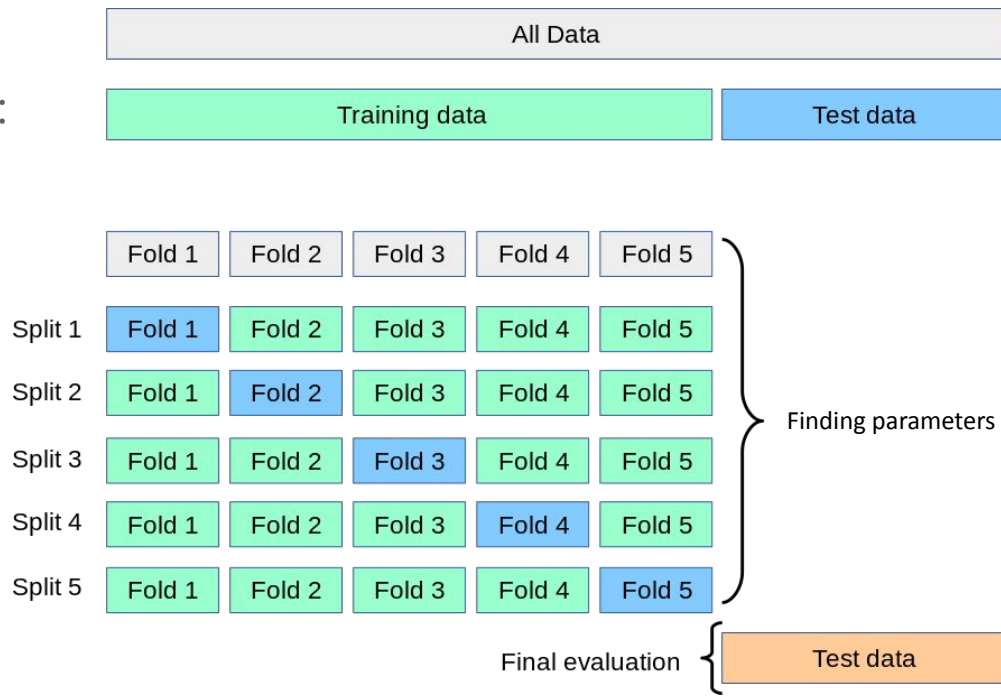 All Data
:
Training data Test data
Fold 1 Fold 2 Fold 3 Fold 4 Fold 5
Split 1 Fold 1 Fold 2 Fold 3 Fold 4 Fold 5
Split 2 Fold 1 Fold 2 Fold 3 Fold 4 Fold 5
Finding parameters
Split 3 Fold 1 Fold 2 Fold 3 Fold 4 Fold 5
Split 4 Fold 1 Fold 2 Fold 3 Fold 4 Fold 5
Split 5 Fold 1 Fold 2 Fold 3 Fold 4 Fold 5
Final evaluation Test data